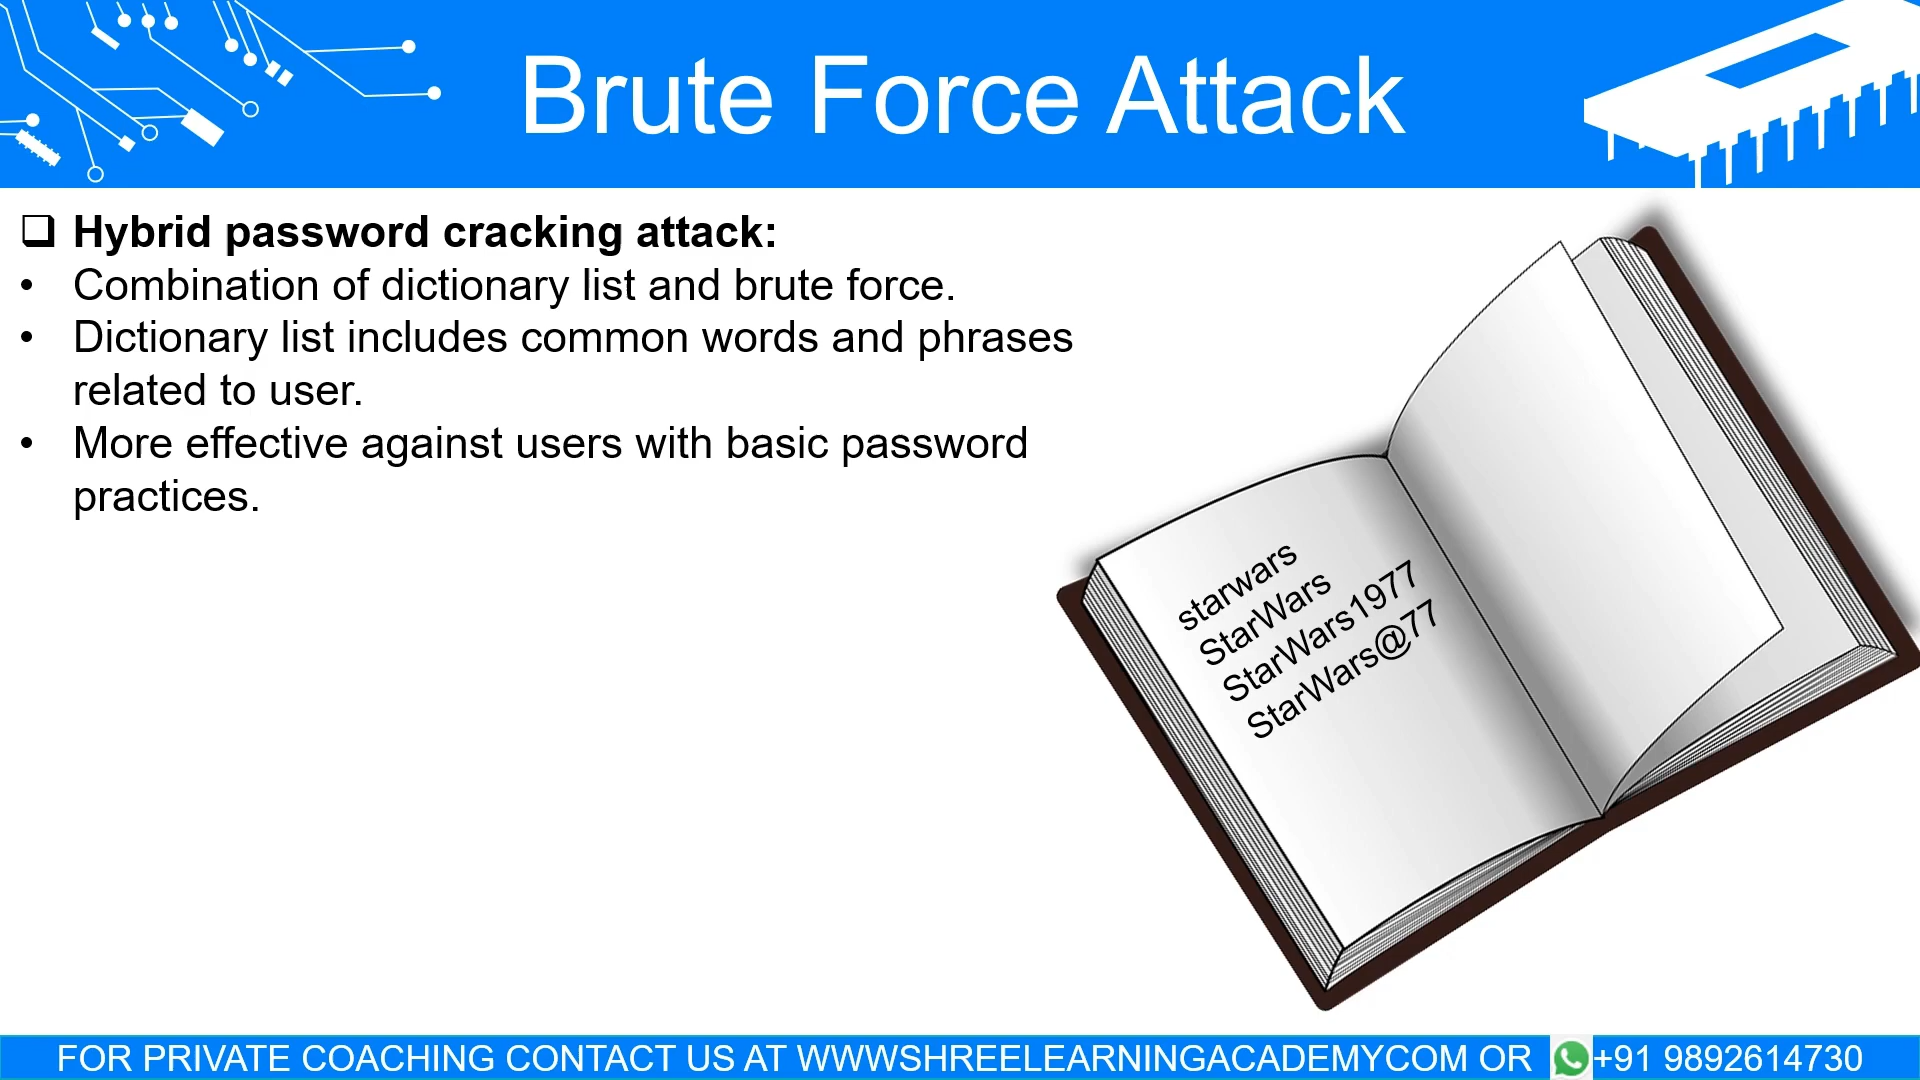 Brute Force Attack
❑ Hybrid password cracking attack:
• Combination of dictionary list and brute force.
• Dictionary list includes common words and phrases
related to user.
• More effective against users with basic password
practices.
starwars
StarWars
StarWars1977
StarWars@77
FOR PRIVATE COACHING CONTACT US AT WWWSHREELEARNINGACADEMYCOM OR +91 9892614730